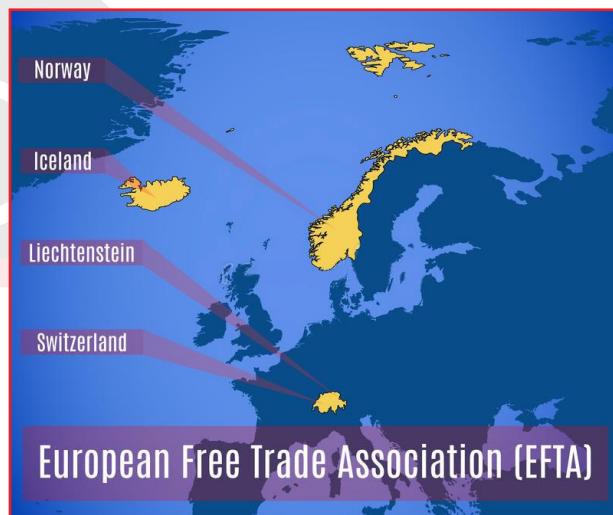 Norway
Iceland
Liechtenstein
Switzerland
European Free Trade Association (EFTA)